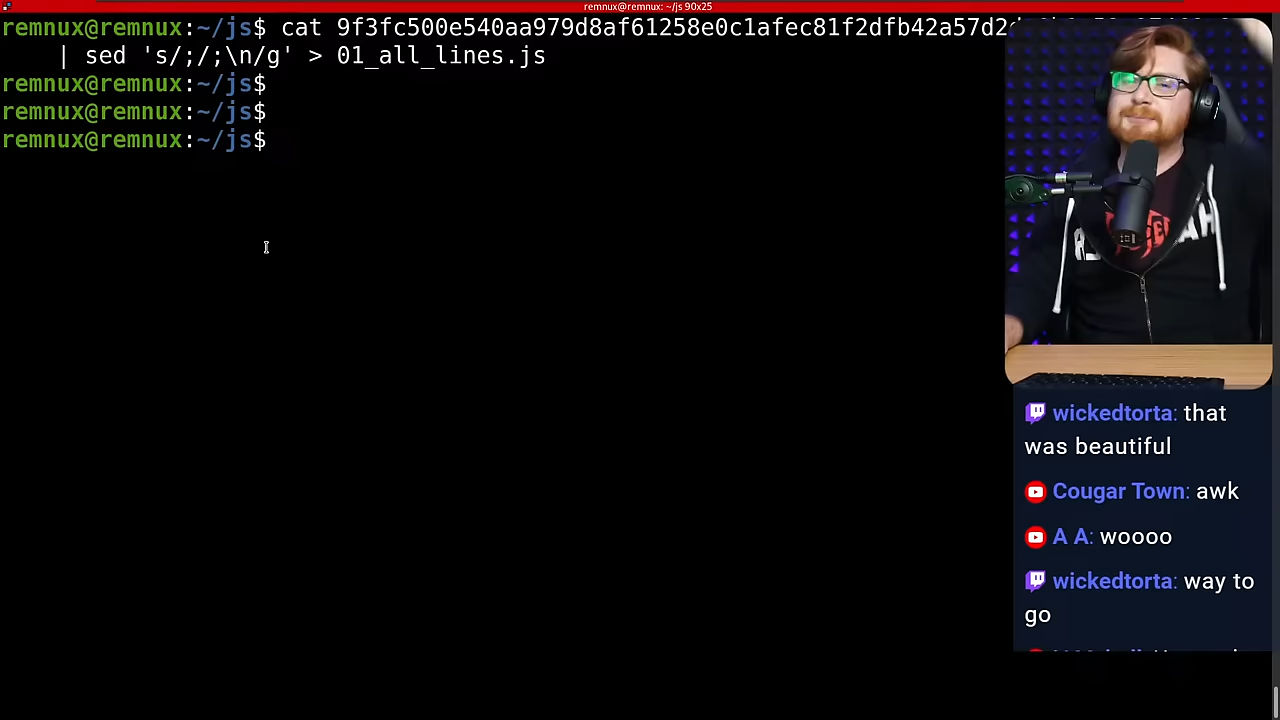 remnux@remnux: ~/js 90x25
remnux@remnux:~/js$ cat 9f3fc500e540aa979d8af61258e0c1afec81f2dfb42a57d2
| sed 's/;/;\n/g' > 01_all_lines.js
remnux@remnux:~/js$
remnux@remnux:~/js$
remnux@remnux:~/js$
wickedtorta: that
was beautiful
Cougar Town: awk
A A: woooo
wickedtorta: way to
go